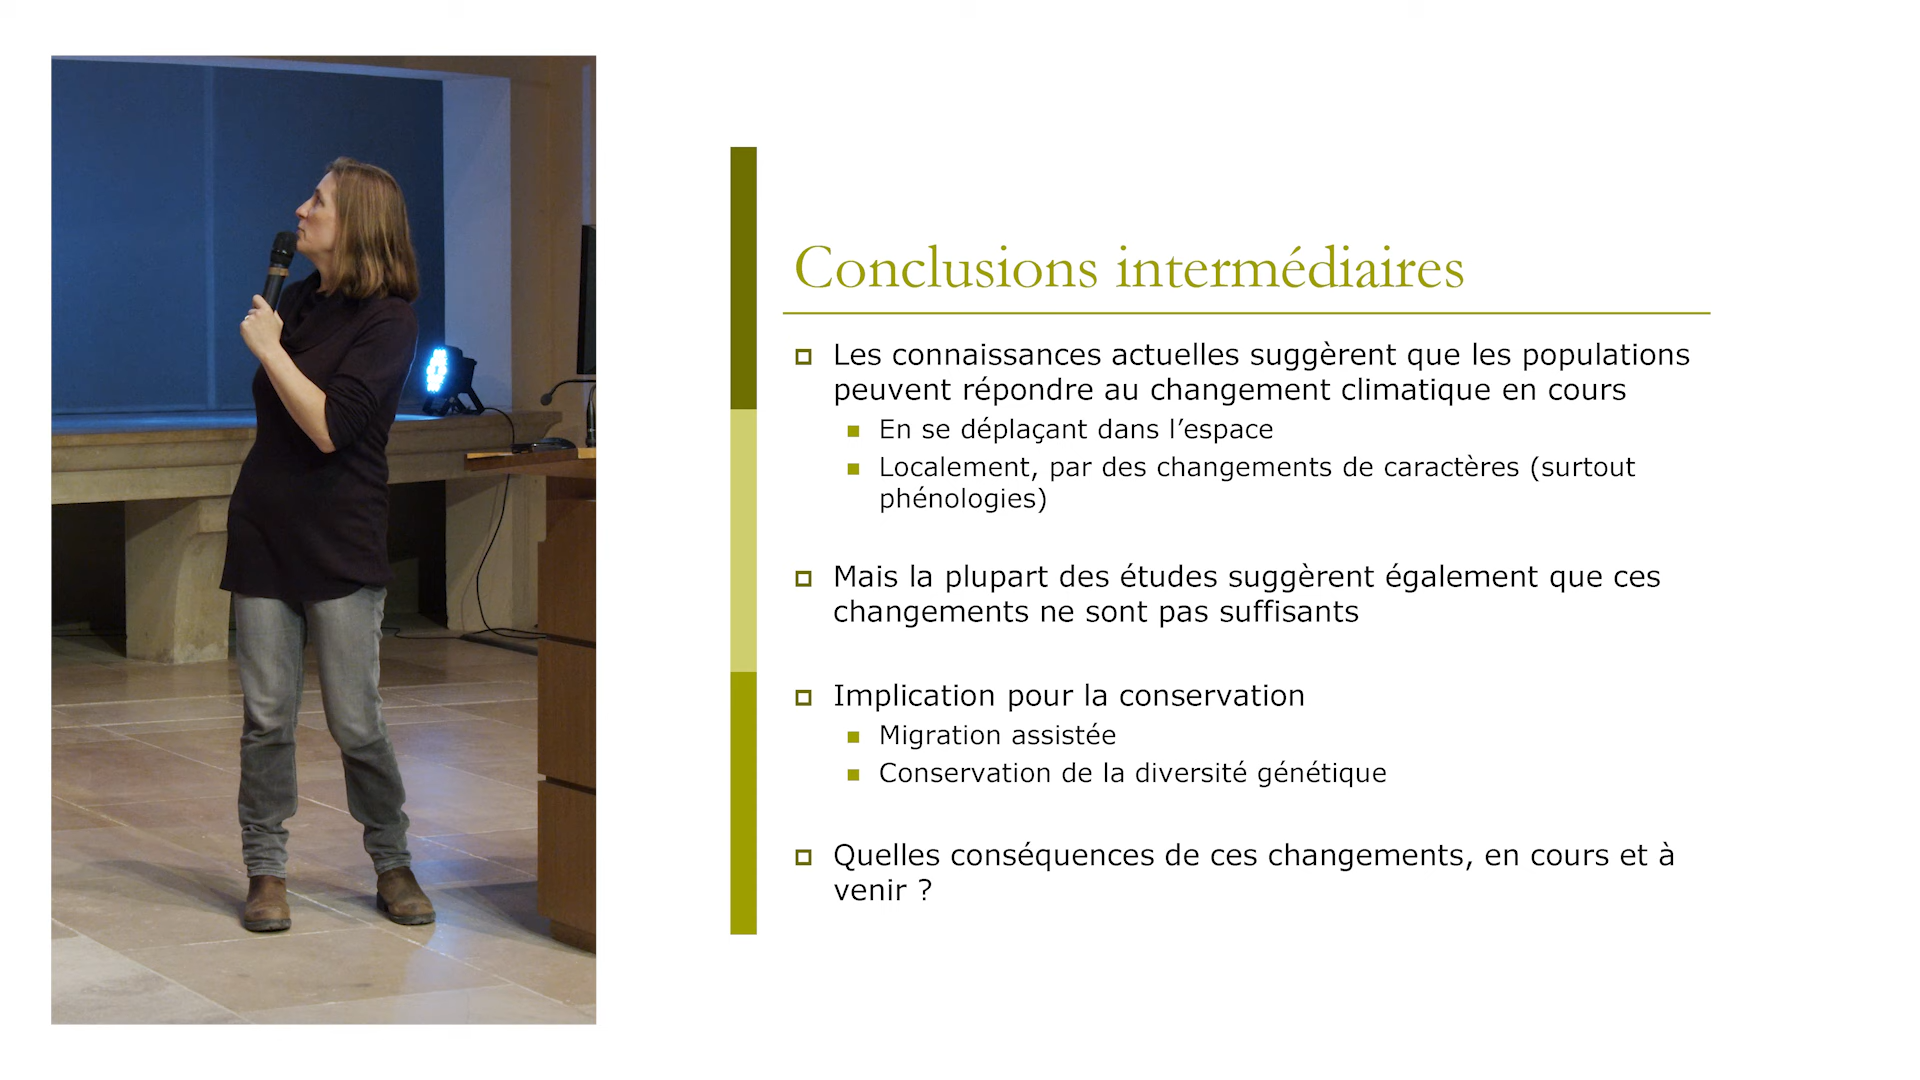 Conclusions intermédiaires
Les connaissances actuelles suggèrent que les populations
peuvent répondre au changement climatique en cours
En se déplaçant dans l’espace
Localement, par des changements de caractères (surtout
phénologies)
Mais la plupart des études suggèrent également que ces
changements ne sont pas suffisants
Implication pour la conservation
Migration assistée
Conservation de la diversité génétique
Quelles conséquences de ces changements, en cours et à
venir ?